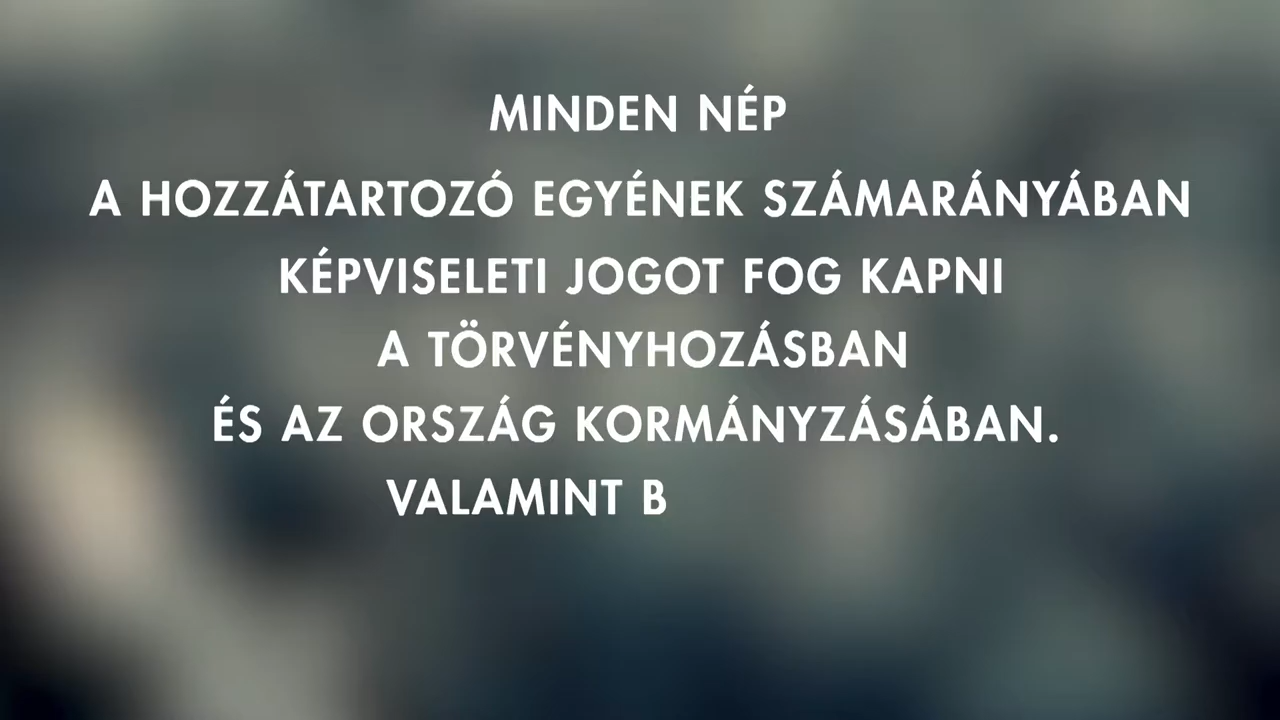 MINDEN NÉP
A HOZZÁTARTOZÓ EGYÉNEK SZÁMARÁNYÁBAN
KÉPVISELETI JOGOT FOG KAPNI
A TÖRVÉNYHOZÁSBAN
ÉS AZ ORSZÁG KORMÁNYZÁSÁBAN.
VALAMINT B